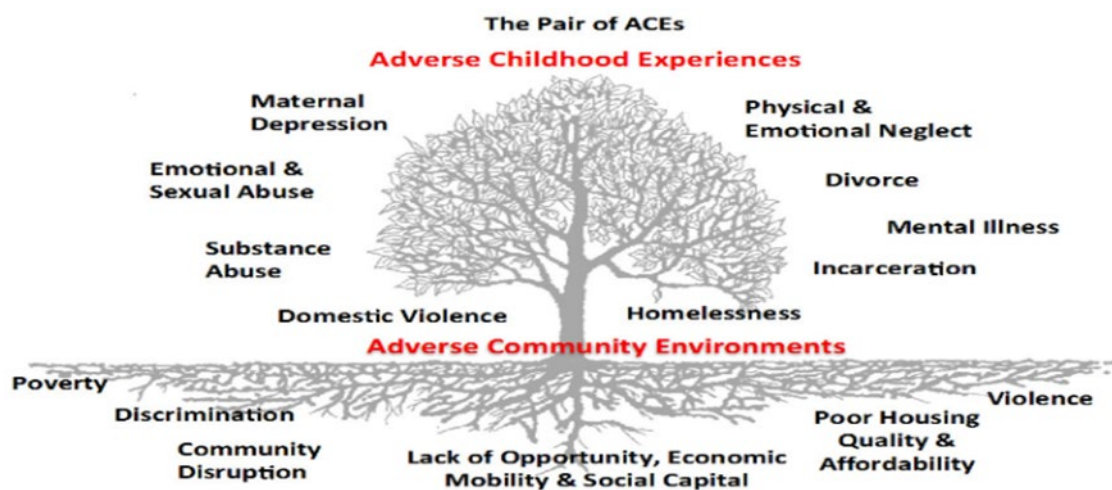 The Pair of ACEs
Adverse Childhood Experiences
Maternal
Depression
Physical &
Emotional Neglect
Emotional &
Sexual Abuse
Divorce
Mental Illness
Substance
Abuse
Incarceration
Domestic Violence
Homelessness
Adverse Community Environments
Poverty
Violence
Discrimination
Poor Housing
Quality &
Affordability
Community
Disruption
Lack of Opportunity, Economic
Mobility & Social Capital